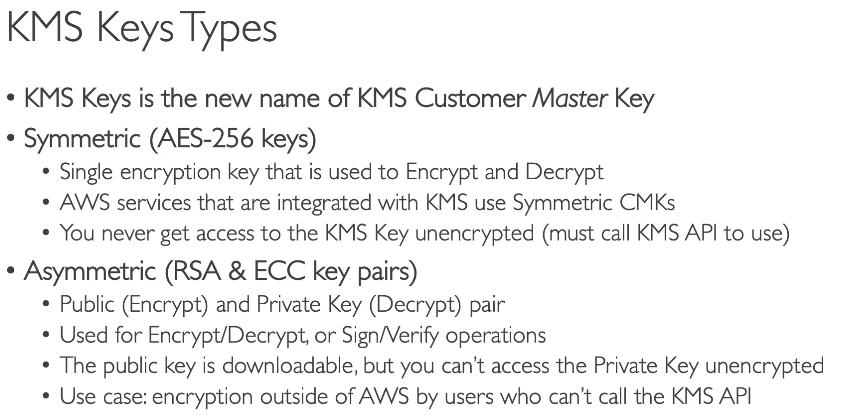 KMS Keys Types
• KMS Keys is the new name of KMS Customer Master Key
• Symmetric (AES-256 keys)
• Single encryption key that is used to Encrypt and Decrypt
• AWS services that are integrated with KMS use Symmetric CMKs
• You never get access to the KMS Key unencrypted (must call KMS API to use)
• Asymmetric (RSA & ECC key pairs)
• Public (Encrypt) and Private Key (Decrypt) pair
• Used for Encrypt/Decrypt, or Sign/Verify operations
• The public key is downloadable, but you can't access the Private Key unencrypted
• Use case: encryption outside of AWS by users who can't call the KMS API